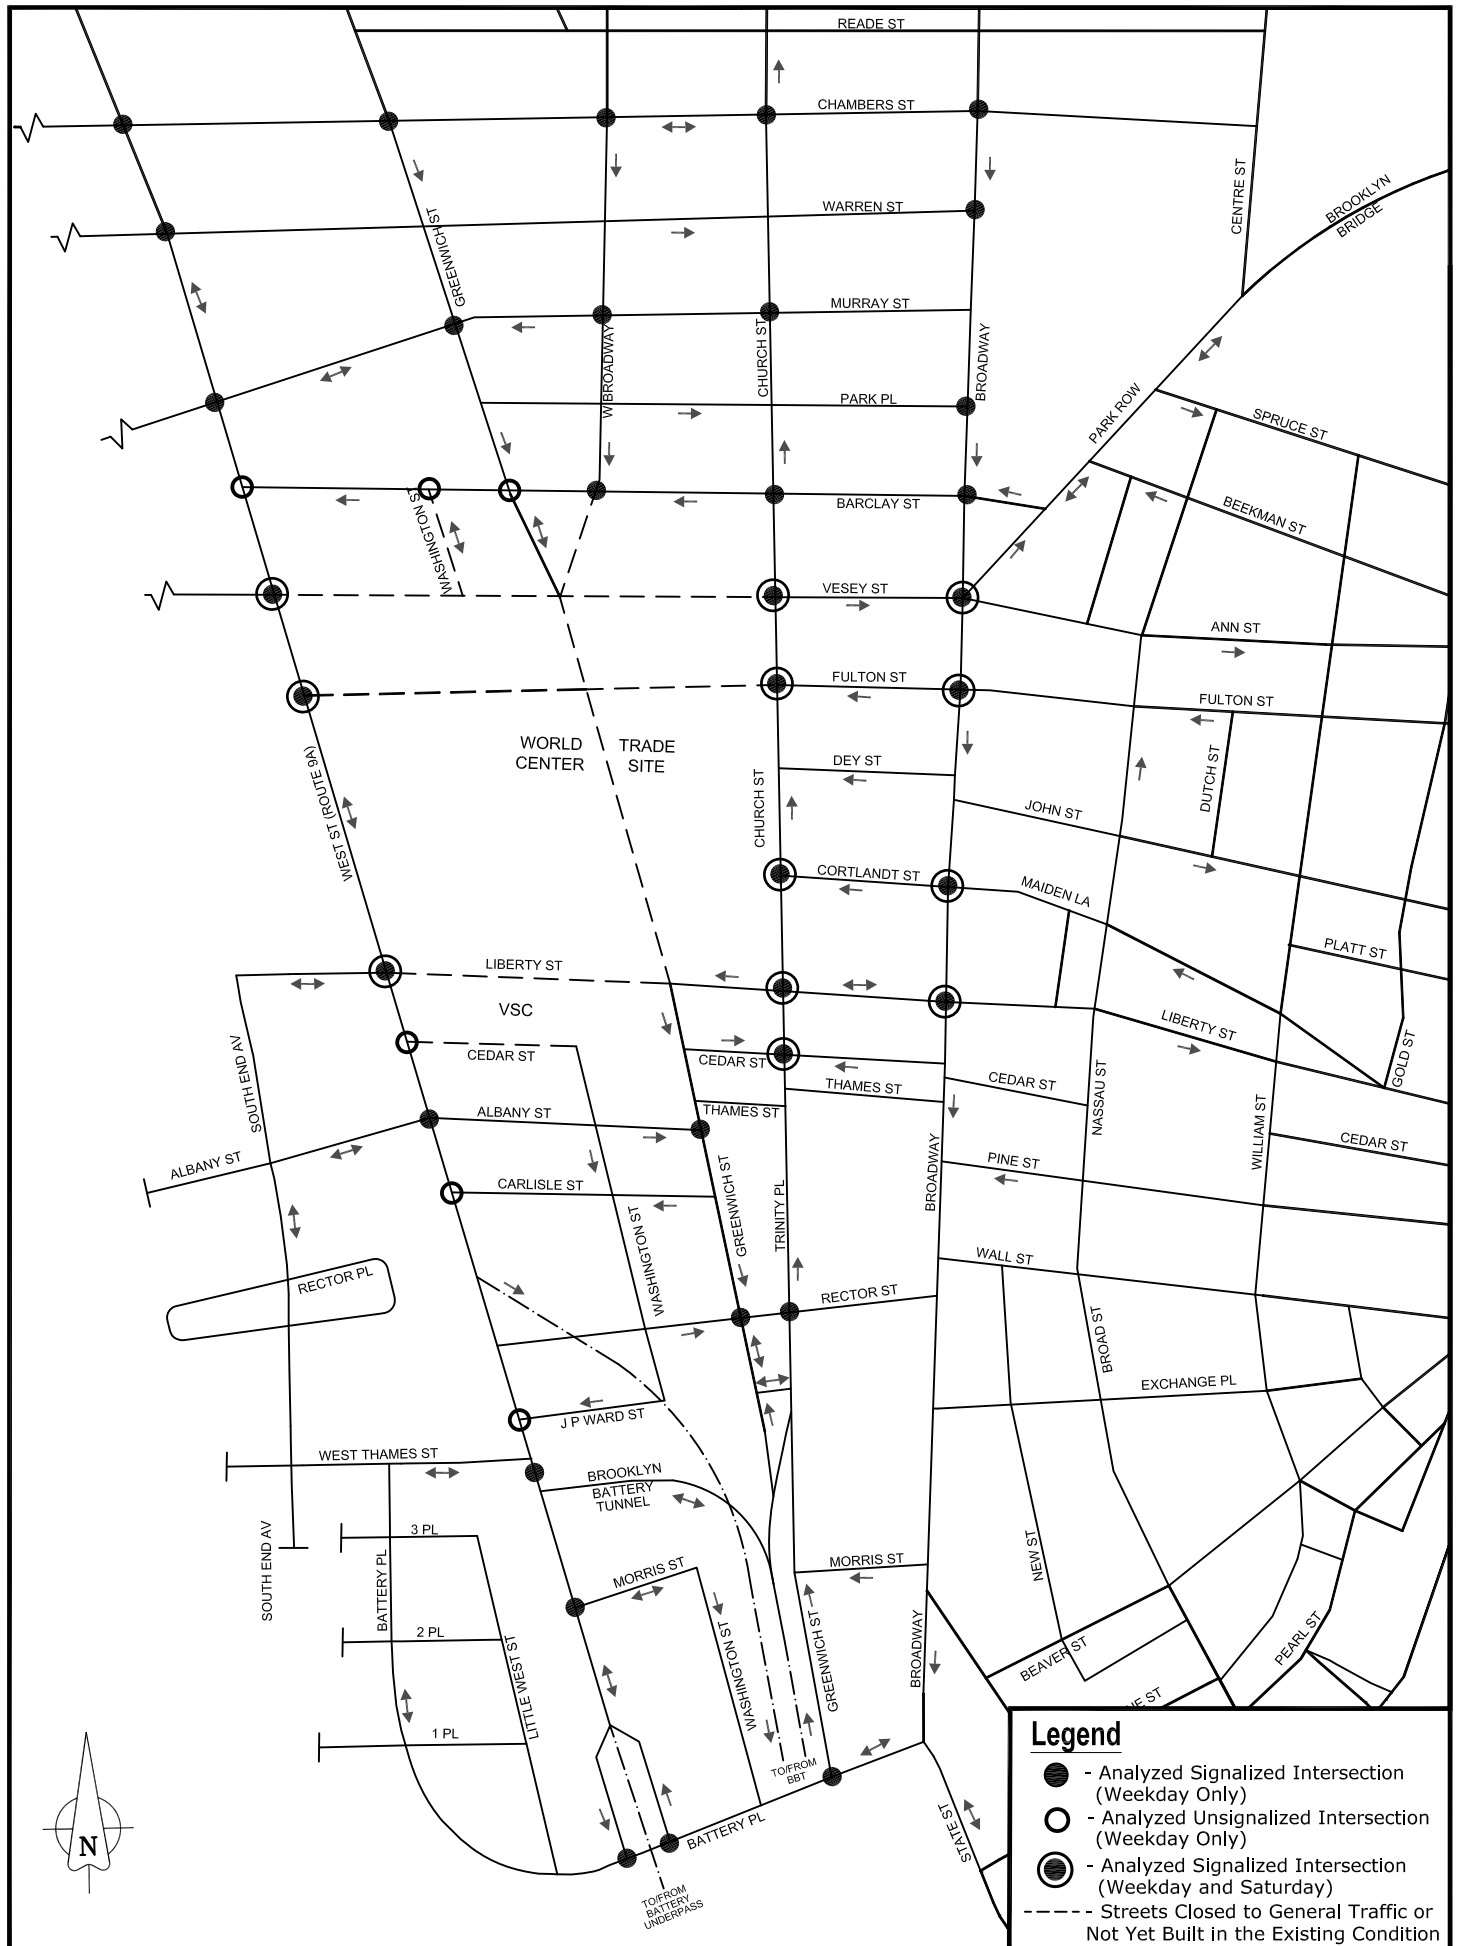 READE ST
CHAMBERS ST
CENTRE ST
BROOKLYN
BRIDGE
WARREN ST
GREENWICH ST
MURRAY ST
W BROADWAY
CHURCH ST
BROADWAY
PARK PL
PARK ROW
SPRUCE ST
WASHINGTON ST
BARCLAY ST
BEEKMAN ST
VESEY ST
ANN ST
FULTON ST
FULTON ST
WORLD TRADE
CENTER SITE
DEY ST
WEST ST (ROUTE 9A)
CHURCH ST
JOHN ST
DUTCH ST
CORTLANDT ST
MAIDEN LA
PLATT ST
LIBERTY ST
VSC
LIBERTY ST
CEDAR ST
CEDAR ST
SOUTH END AV
THAMES ST
CEDAR ST
NASSAU ST
GOLD ST
ALBANY ST
THAMES ST
WILLIAM ST
CEDAR ST
ALBANY ST
PINE ST
CARLISLE ST
GREENWICH ST
TRINITY PL
BROADWAY
WASHINGTON ST
WALL ST
RECTOR PL
RECTOR ST
BROAD ST
EXCHANGE PL
J P WARD ST
WEST THAMES ST
BROOKLYN
BATTERY
TUNNEL
3 PL
SOUTH END AV
BATTERY PL
MORRIS ST
MORRIS ST
NEW ST
2 PL
LITTLE WEST ST
WASHINGTON ST
GREENWICH ST
BROADWAY
BEAVER ST
PEARL ST
NE ST
1 PL
TO/FROM
BBT
BATTERY PL
STATE ST
TO/FROM
BATTERY
UNDERPASS
N
Legend
- Analyzed Signalized Intersection
(Weekday Only)
- Analyzed Unsignalized Intersection
(Weekday Only)
- Analyzed Signalized Intersection
(Weekday and Saturday)
- Streets Closed to General Traffic or
Not Yet Built in the Existing Condition